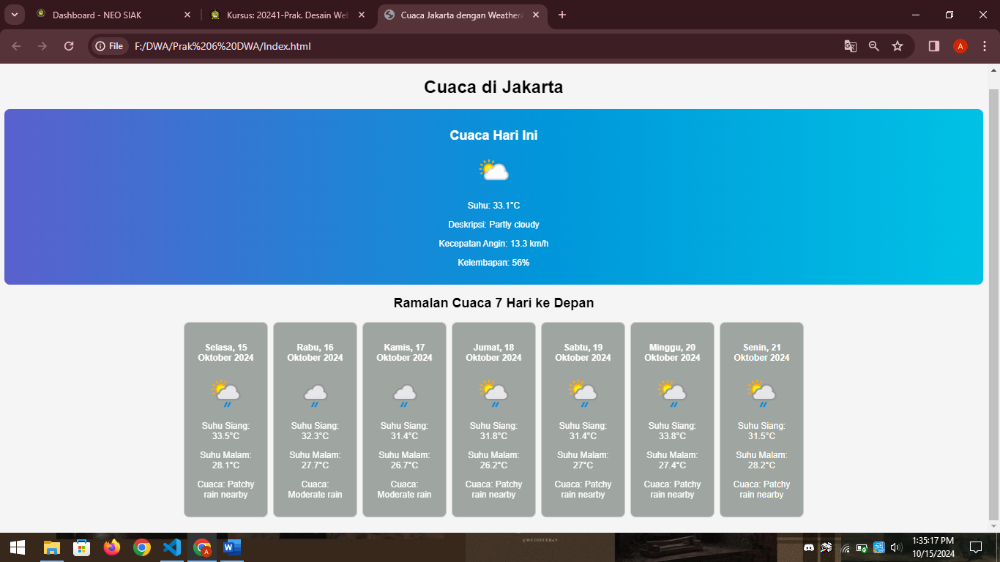 Dashboard - NEO SIAK
Kursus: 20241-Prak. Desain Web
Cuaca Jakarta dengan WeatherA
File
F:/DWA/Prak%206%20DWA/Index.html
A
Cuaca di Jakarta
Cuaca Hari Ini
Suhu: 33.1°C
Deskripsi: Partly cloudy
Kecepatan Angin: 13.3 km/h
Kelembapan: 56%
Ramalan Cuaca 7 Hari ke Depan
Selasa, 15
Oktober 2024
Suhu Siang:
33.5°C
Suhu Malam:
28.1°C
Cuaca: Patchy
rain nearby
Rabu, 16
Oktober 2024
Suhu Siang:
32.3°C
Suhu Malam:
27.7°C
Cuaca:
Moderate rain
Kamis, 17
Oktober 2024
Suhu Siang:
31.4°C
Suhu Malam:
26.7°C
Cuaca:
Moderate rain
Jumat, 18
Oktober 2024
Suhu Siang:
31.8°C
Suhu Malam:
26.2°C
Cuaca: Patchy
rain nearby
Sabtu, 19
Oktober 2024
Suhu Siang:
31.4°C
Suhu Malam:
27°C
Cuaca: Patchy
rain nearby
Minggu, 20
Oktober 2024
Suhu Siang:
33.8°C
Suhu Malam:
27.4°C
Cuaca: Patchy
rain nearby
Senin, 21
Oktober 2024
Suhu Siang:
31.5°C
Suhu Malam:
28.2°C
Cuaca: Patchy
rain nearby
1:35:17 PM
10/15/2024